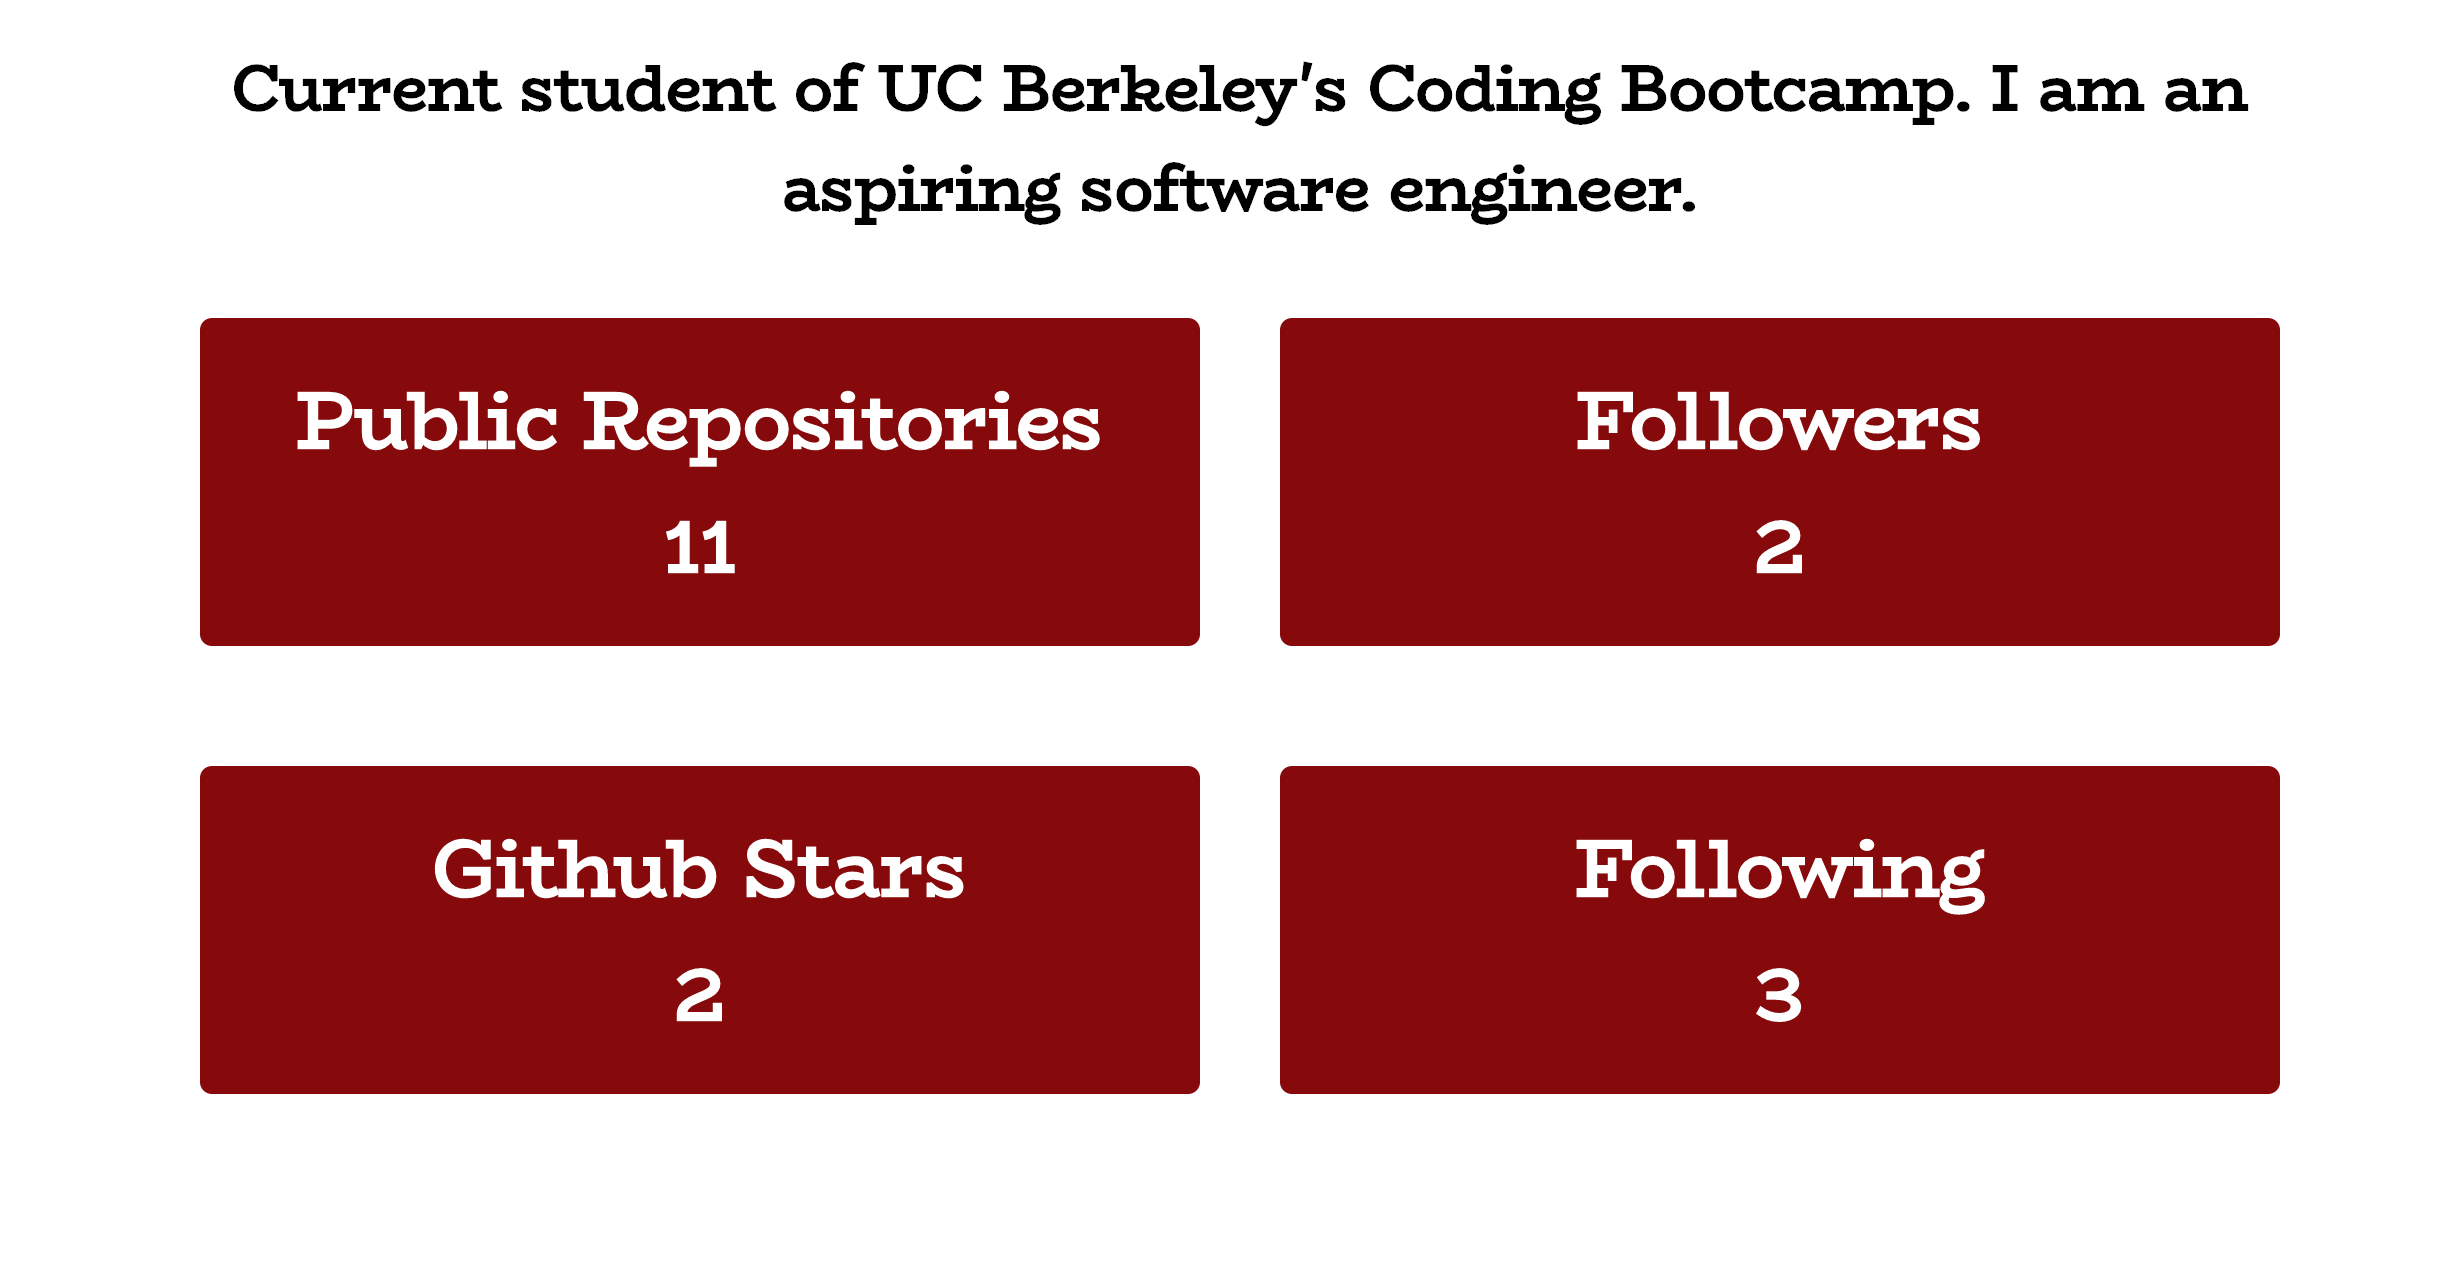 Current student of UC Berkeley's Coding Bootcamp. I am an
aspiring software engineer.
Public Repositories
11
Followers
2
Github Stars
2
Following
3